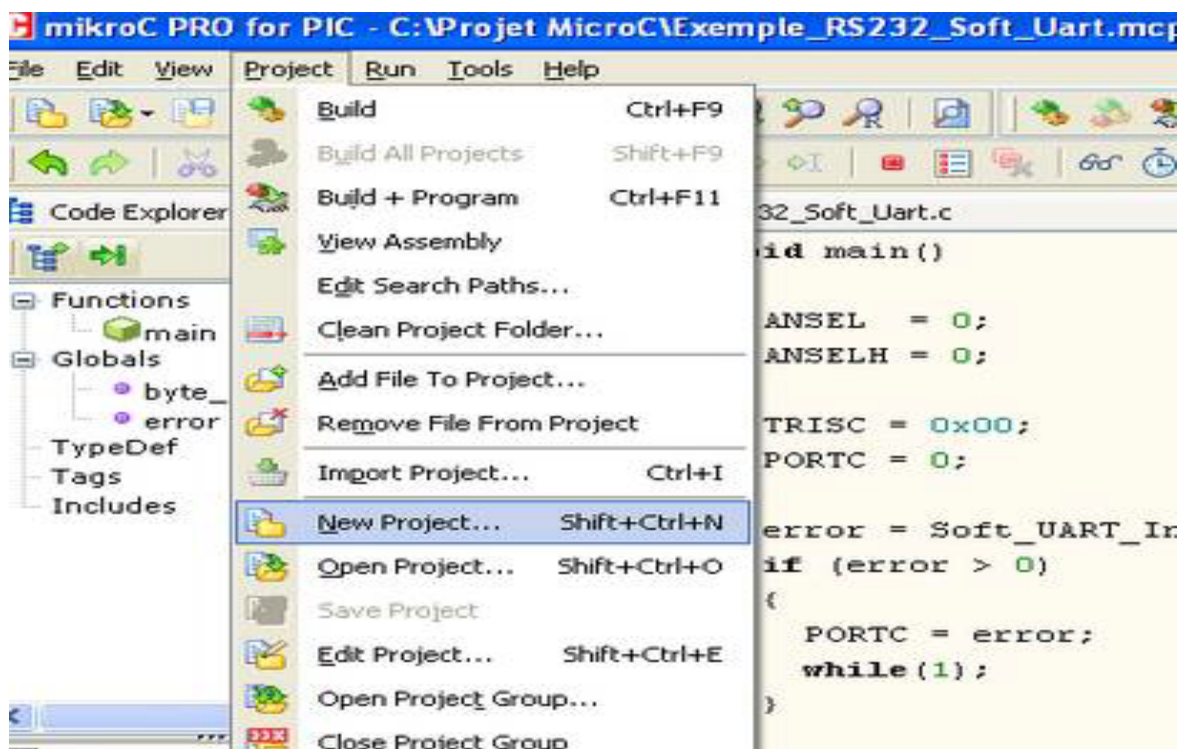 mikroC PRO for PIC - C:\Projet MicroC\Exemple_RS232_Soft_Uart.mcp
File Edit View Project Run Tools Help
Build Ctrl+F9
Build All Projects Shift+F9
Build + Program Ctrl+F11
View Assembly
Edit Search Paths...
Clean Project Folder...
Add File To Project...
Remove File From Project
Import Project... Ctrl+I
New Project... Shift+Ctrl+N
Open Project... Shift+Ctrl+O
Save Project
Edit Project... Shift+Ctrl+E
Open Project Group...
Close Project Group
Code Explorer
Functions
main
Globals
byte_
error
TypeDef
Tags
Includes
32_Soft_Uart.c
id main()
ANSEL = 0;
ANSELH = 0;
TRISC = 0x00;
PORTC = 0;
error = Soft_UART_In
if (error > 0)
{
PORTC = error;
while(1);
}